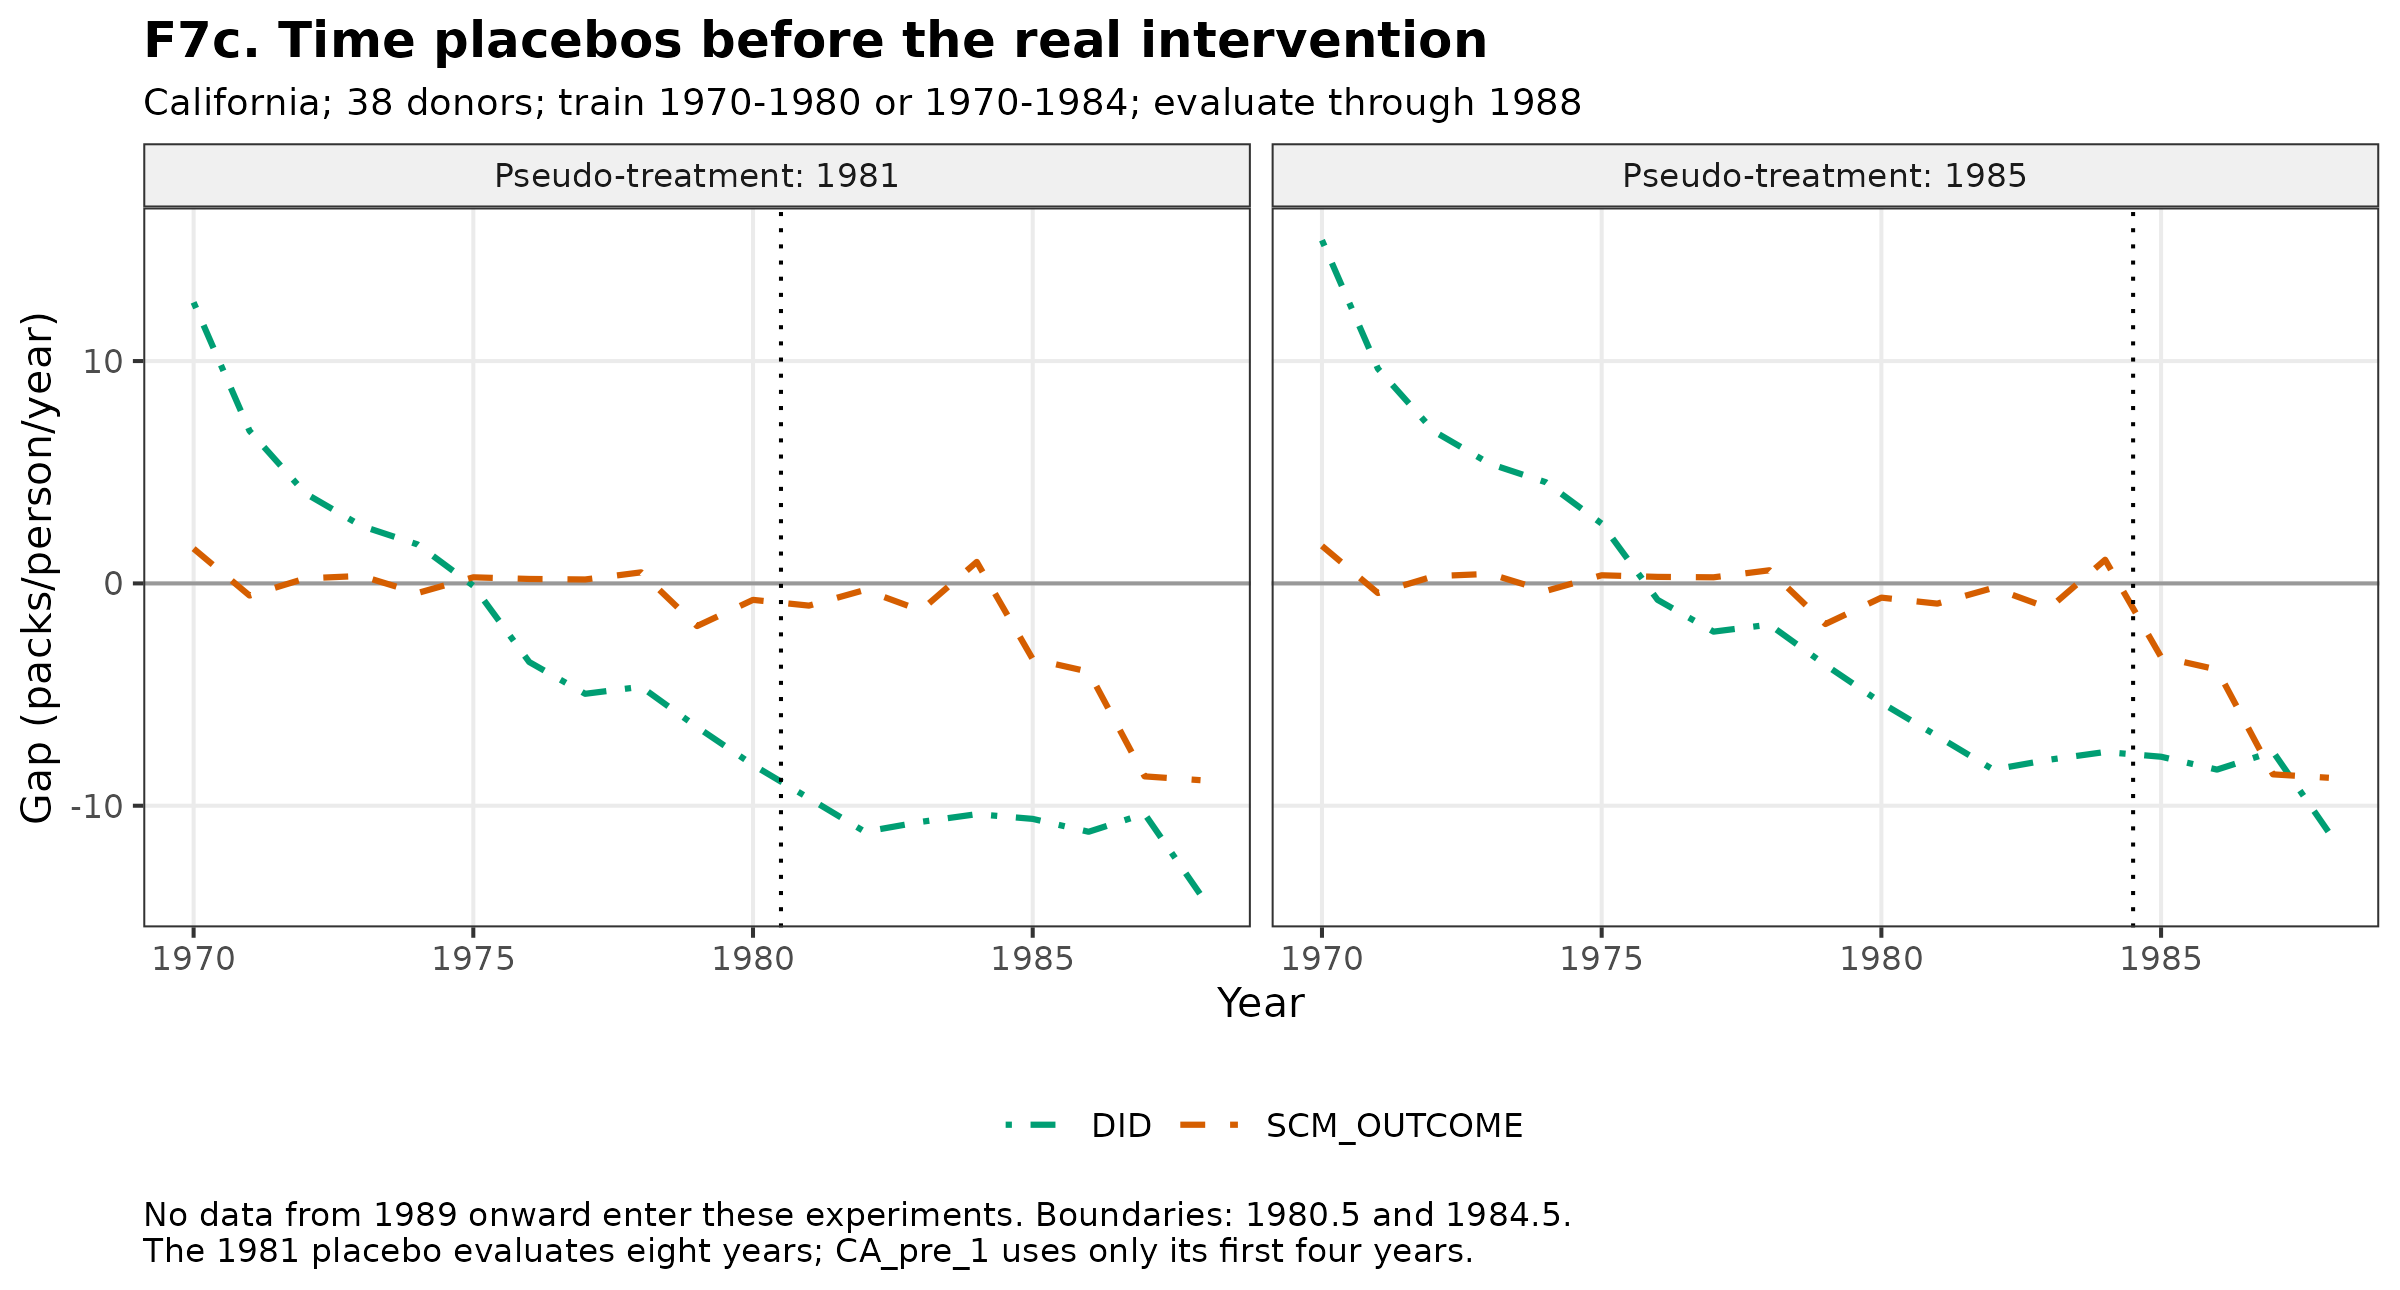 F7c. Time placebos before the real intervention
California; 38 donors; train 1970-1980 or 1970-1984; evaluate through 1988
Pseudo-treatment: 1981
Pseudo-treatment: 1985
Gap (packs/person/year)
10
0
-10
1970
1975
1980
1985
1970
1975
1980
1985
Year
DID
SCM_OUTCOME
No data from 1989 onward enter these experiments. Boundaries: 1980.5 and 1984.5.
The 1981 placebo evaluates eight years; CA_pre_1 uses only its first four years.